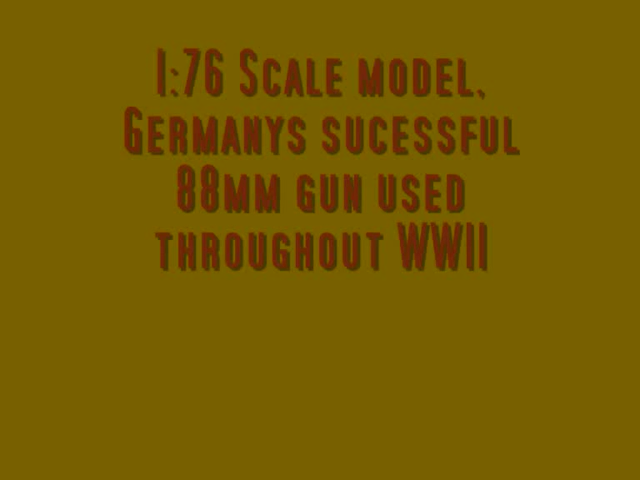 1:76 Scale model.
Germanys sucessful
88mm gun used
throughout WWII